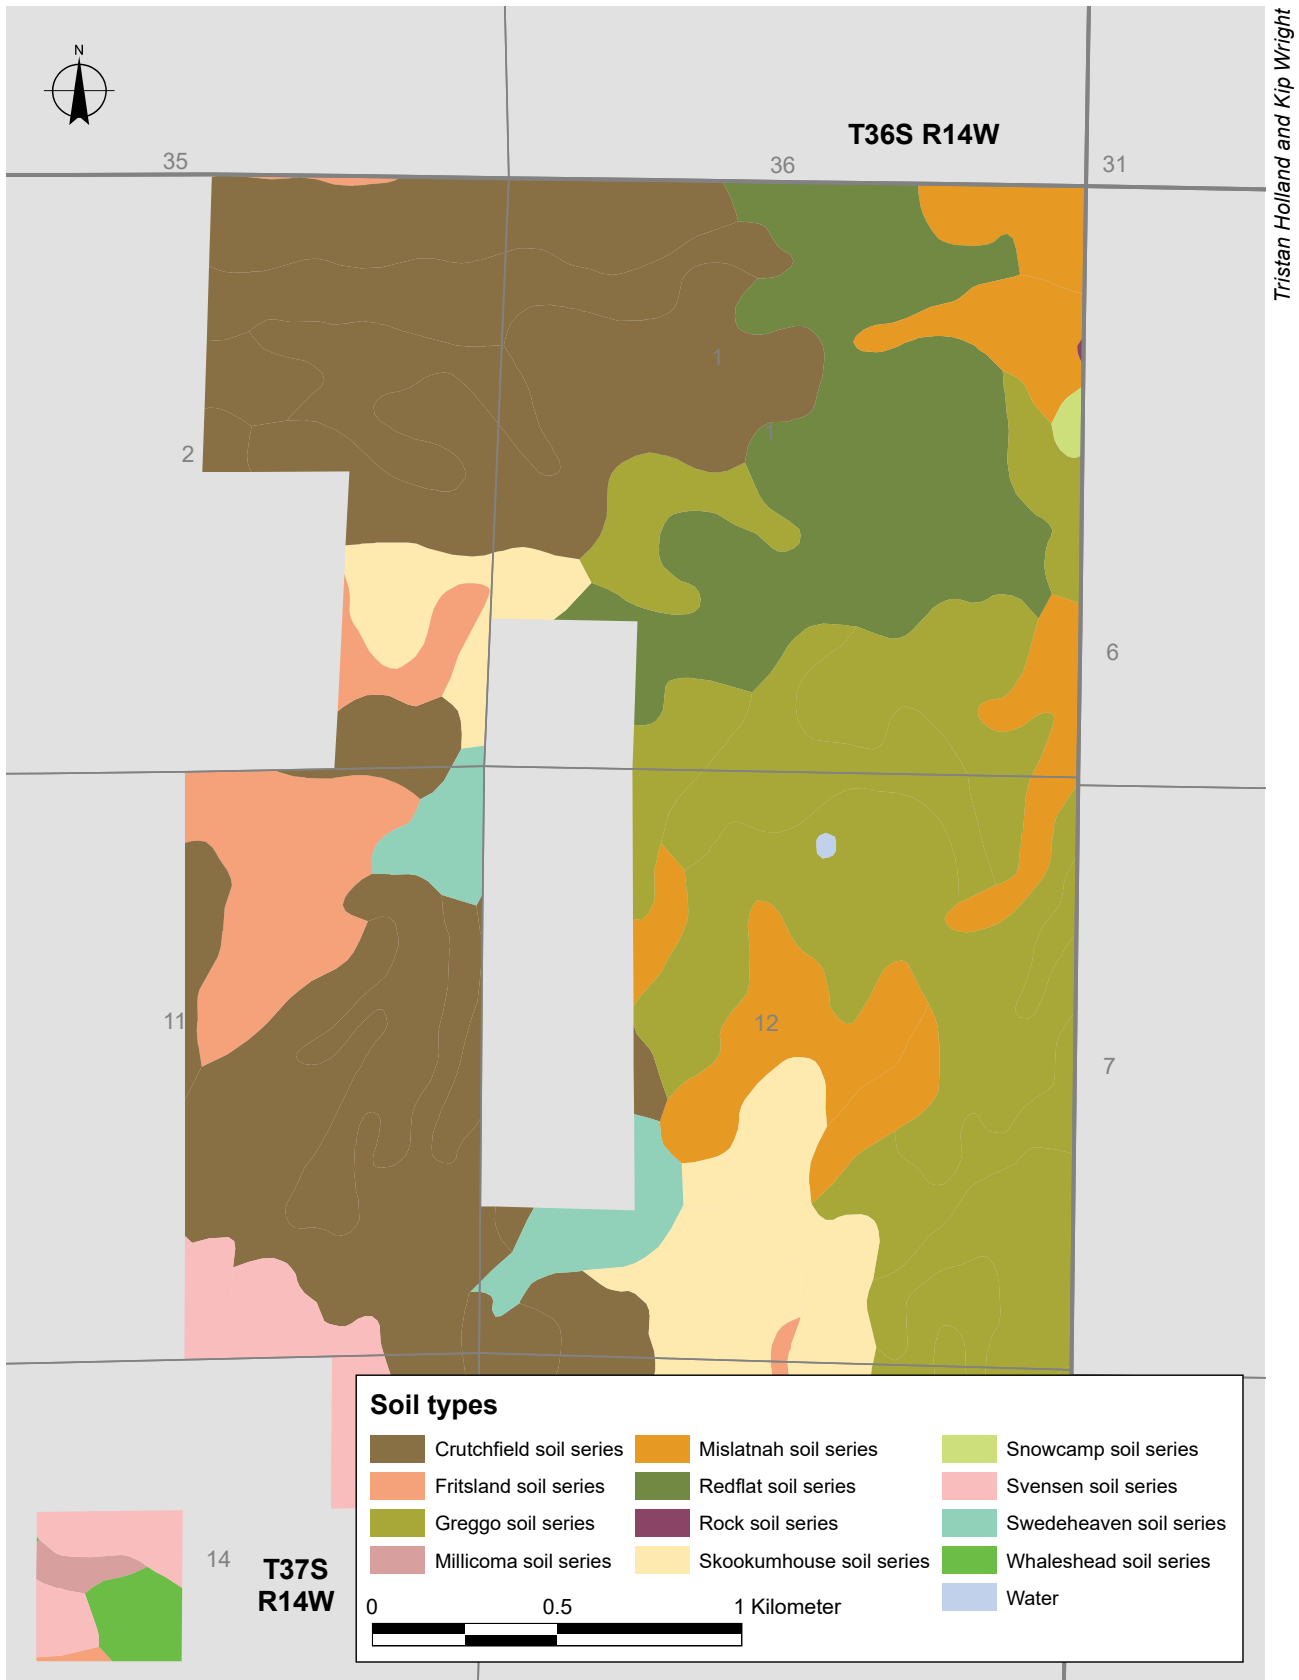 N
Tristan Holland and Kip Wright
T36S R14W
35
36
31
1
1
2
6
11
12
7
14
T37S
R14W
Soil types
Crutchfield soil series
Fritsland soil series
Greggo soil series
Millicoma soil series
Mislatnah soil series
Redflat soil series
Rock soil series
Skookumhouse soil series
Snowcamp soil series
Svensen soil series
Swedeheaven soil series
Whaleshead soil series
Water
0 0.5 1 Kilometer